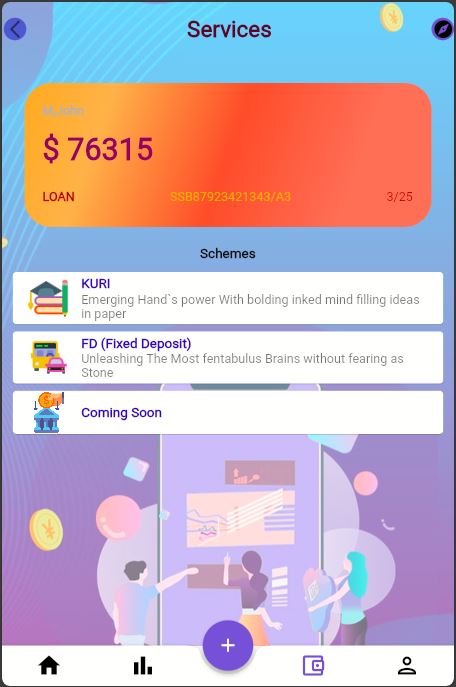 Services
M.John
$ 76315
LOAN SSB87923421343/A3 3/25
Schemes
KURI
Emerging Hand`s power With bolding inked mind filling ideas
in paper
FD (Fixed Deposit)
Unleashing The Most fentabulus Brains without fearing as
Stone
Coming Soon